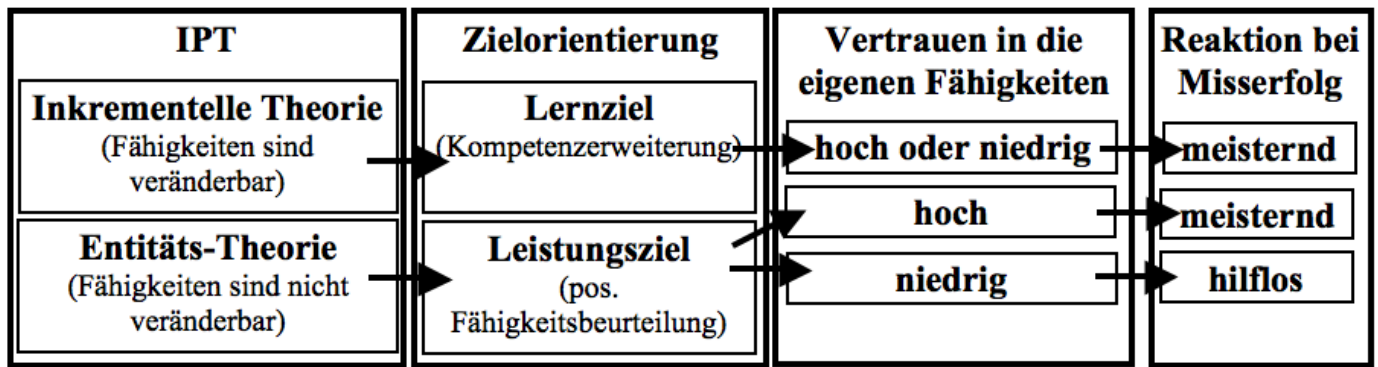 IPT
Inkrementelle Theorie
(Fähigkeiten sind
veränderbar)
Entitäts-Theorie
(Fähigkeiten sind nicht
veränderbar)
Zielorientierung
Lernziel
(Kompetenzerweiterung)
Leistungsziel
(pos.
Fähigkeitsbeurteilung)
Vertrauen in die
eigenen Fähigkeiten
hoch oder niedrig
hoch
niedrig
Reaktion bei
Misserfolg
meisternd
meisternd
hilflos